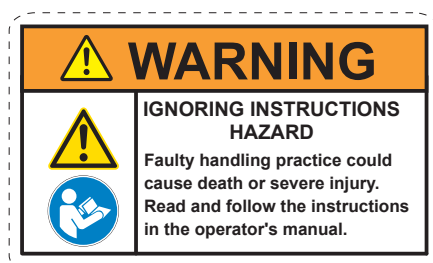 WARNING
IGNORING INSTRUCTIONS
HAZARD
Faulty handling practice could
cause death or severe injury.
Read and follow the instructions
in the operator's manual.